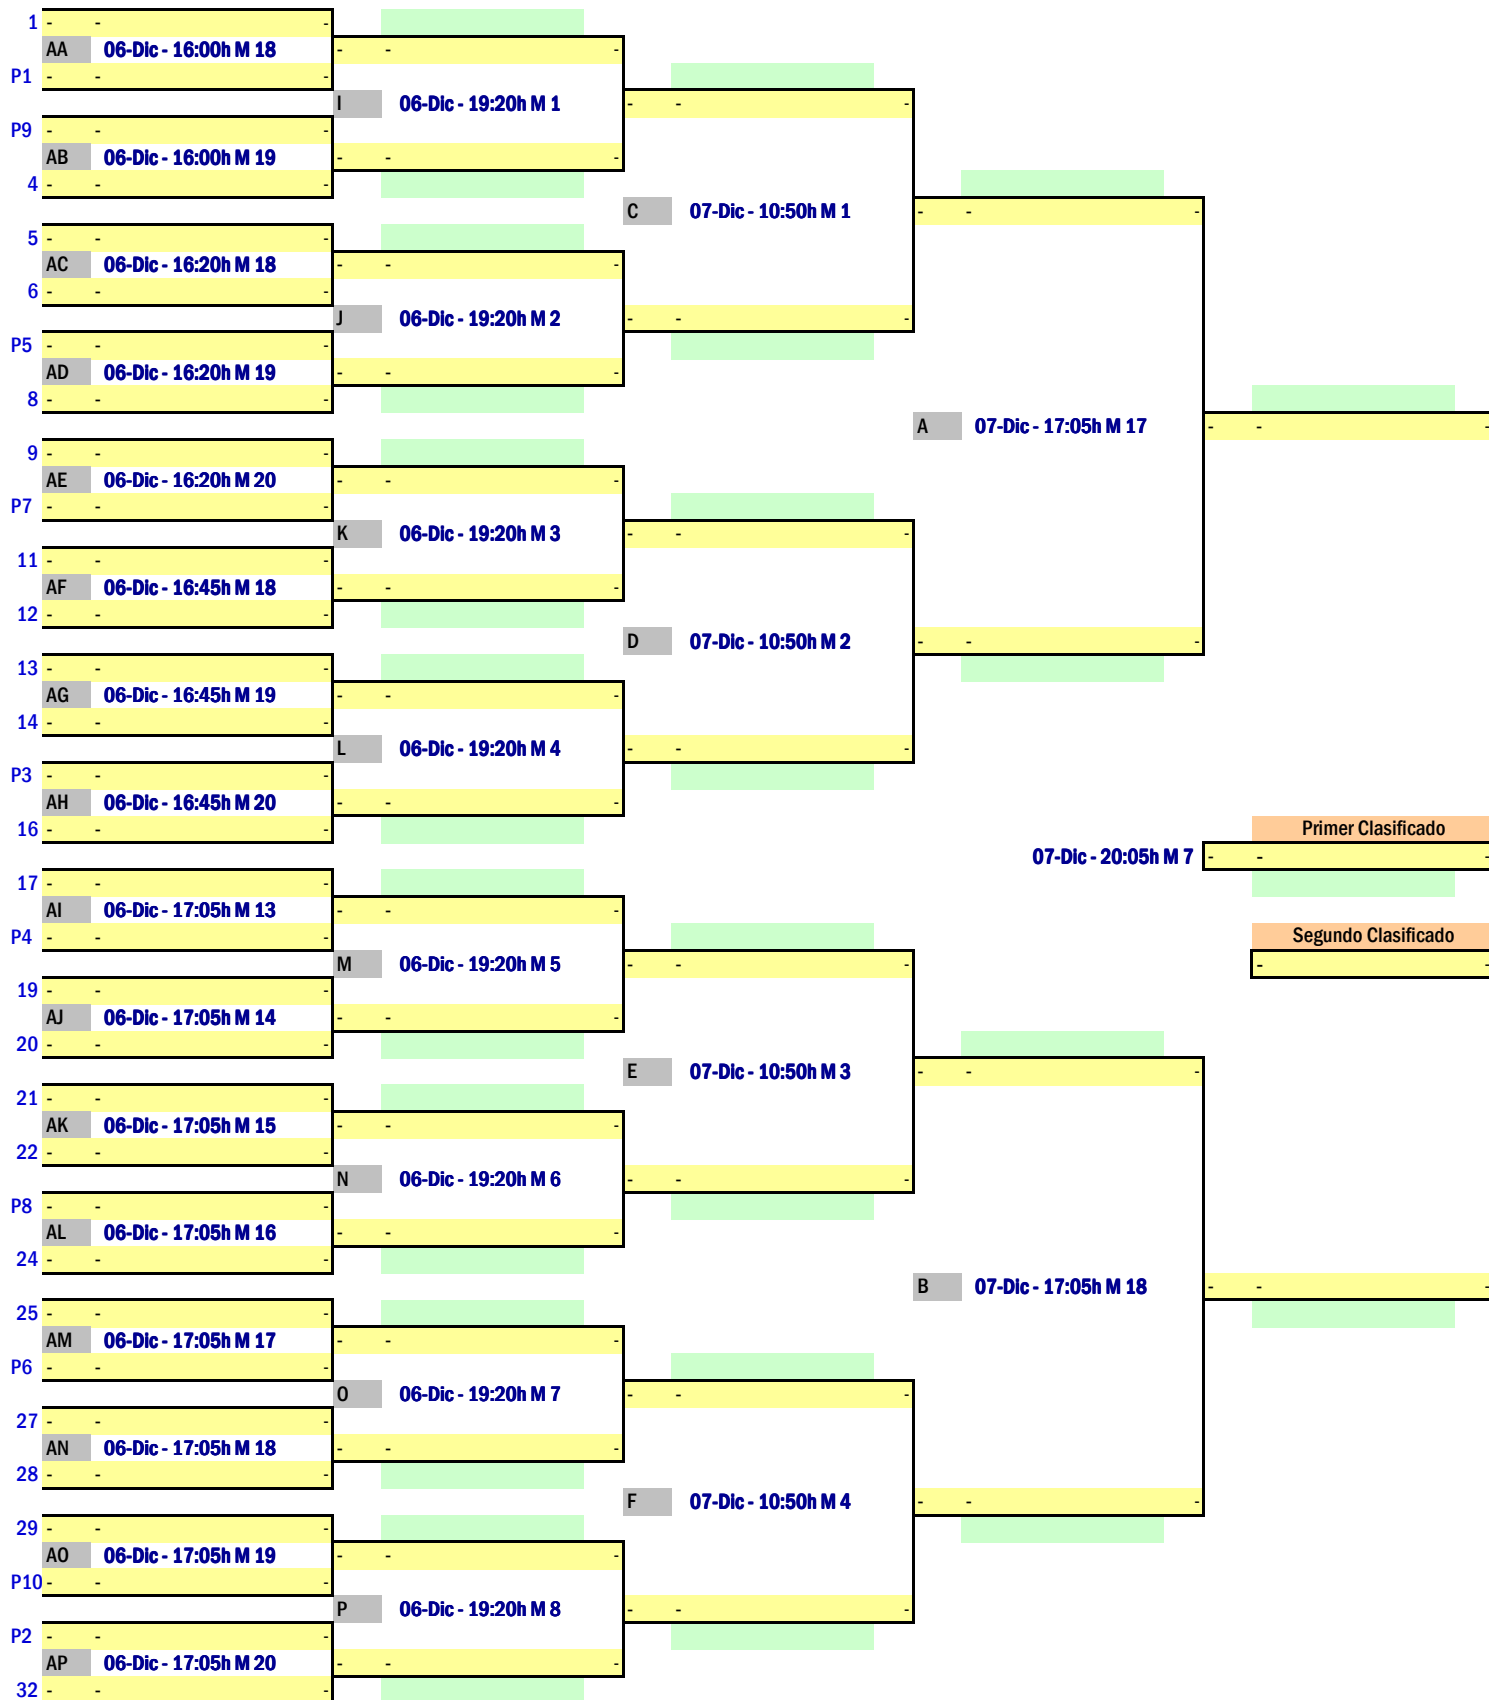 1 - - -
AA 06-Dic - 16:00h M 18 - - -
P1 - - -
I 06-Dic - 19:20h M 1 - - -
P9 - - -
AB 06-Dic - 16:00h M 19 - - -
4 - - -
C 07-Dic - 10:50h M 1 - - -
5 - - -
AC 06-Dic - 16:20h M 18 - - -
6 - - -
J 06-Dic - 19:20h M 2 - - -
P5 - - -
AD 06-Dic - 16:20h M 19 - - -
8 - - -
A 07-Dic - 17:05h M 17 - - -
9 - - -
AE 06-Dic - 16:20h M 20 - - -
P7 - - -
K 06-Dic - 19:20h M 3 - - -
11 - - -
AF 06-Dic - 16:45h M 18 - - -
12 - - -
D 07-Dic - 10:50h M 2 - - -
13 - - -
AG 06-Dic - 16:45h M 19 - - -
14 - - -
L 06-Dic - 19:20h M 4 - - -
P3 - - -
AH 06-Dic - 16:45h M 20 - - -
16 - - -
Primer Clasificado
07-Dic - 20:05h M 7 - - -
17 - - -
AI 06-Dic - 17:05h M 13 - - -
P4 - - -
Segundo Clasificado
M 06-Dic - 19:20h M 5 - - - - -
19 - - -
AJ 06-Dic - 17:05h M 14 - - -
20 - - -
E 07-Dic - 10:50h M 3 - - -
21 - - -
AK 06-Dic - 17:05h M 15 - - -
22 - - -
N 06-Dic - 19:20h M 6 - - -
P8 - - -
AL 06-Dic - 17:05h M 16 - - -
24 - - -
B 07-Dic - 17:05h M 18 - - -
25 - - -
AM 06-Dic - 17:05h M 17 - - -
P6 - - -
O 06-Dic - 19:20h M 7 - - -
27 - - -
AN 06-Dic - 17:05h M 18 - - -
28 - - -
F 07-Dic - 10:50h M 4 - - -
29 - - -
AO 06-Dic - 17:05h M 19 - - -
P10 - - -
P 06-Dic - 19:20h M 8 - - -
P2 - - -
AP 06-Dic - 17:05h M 20 - - -
32 - - -